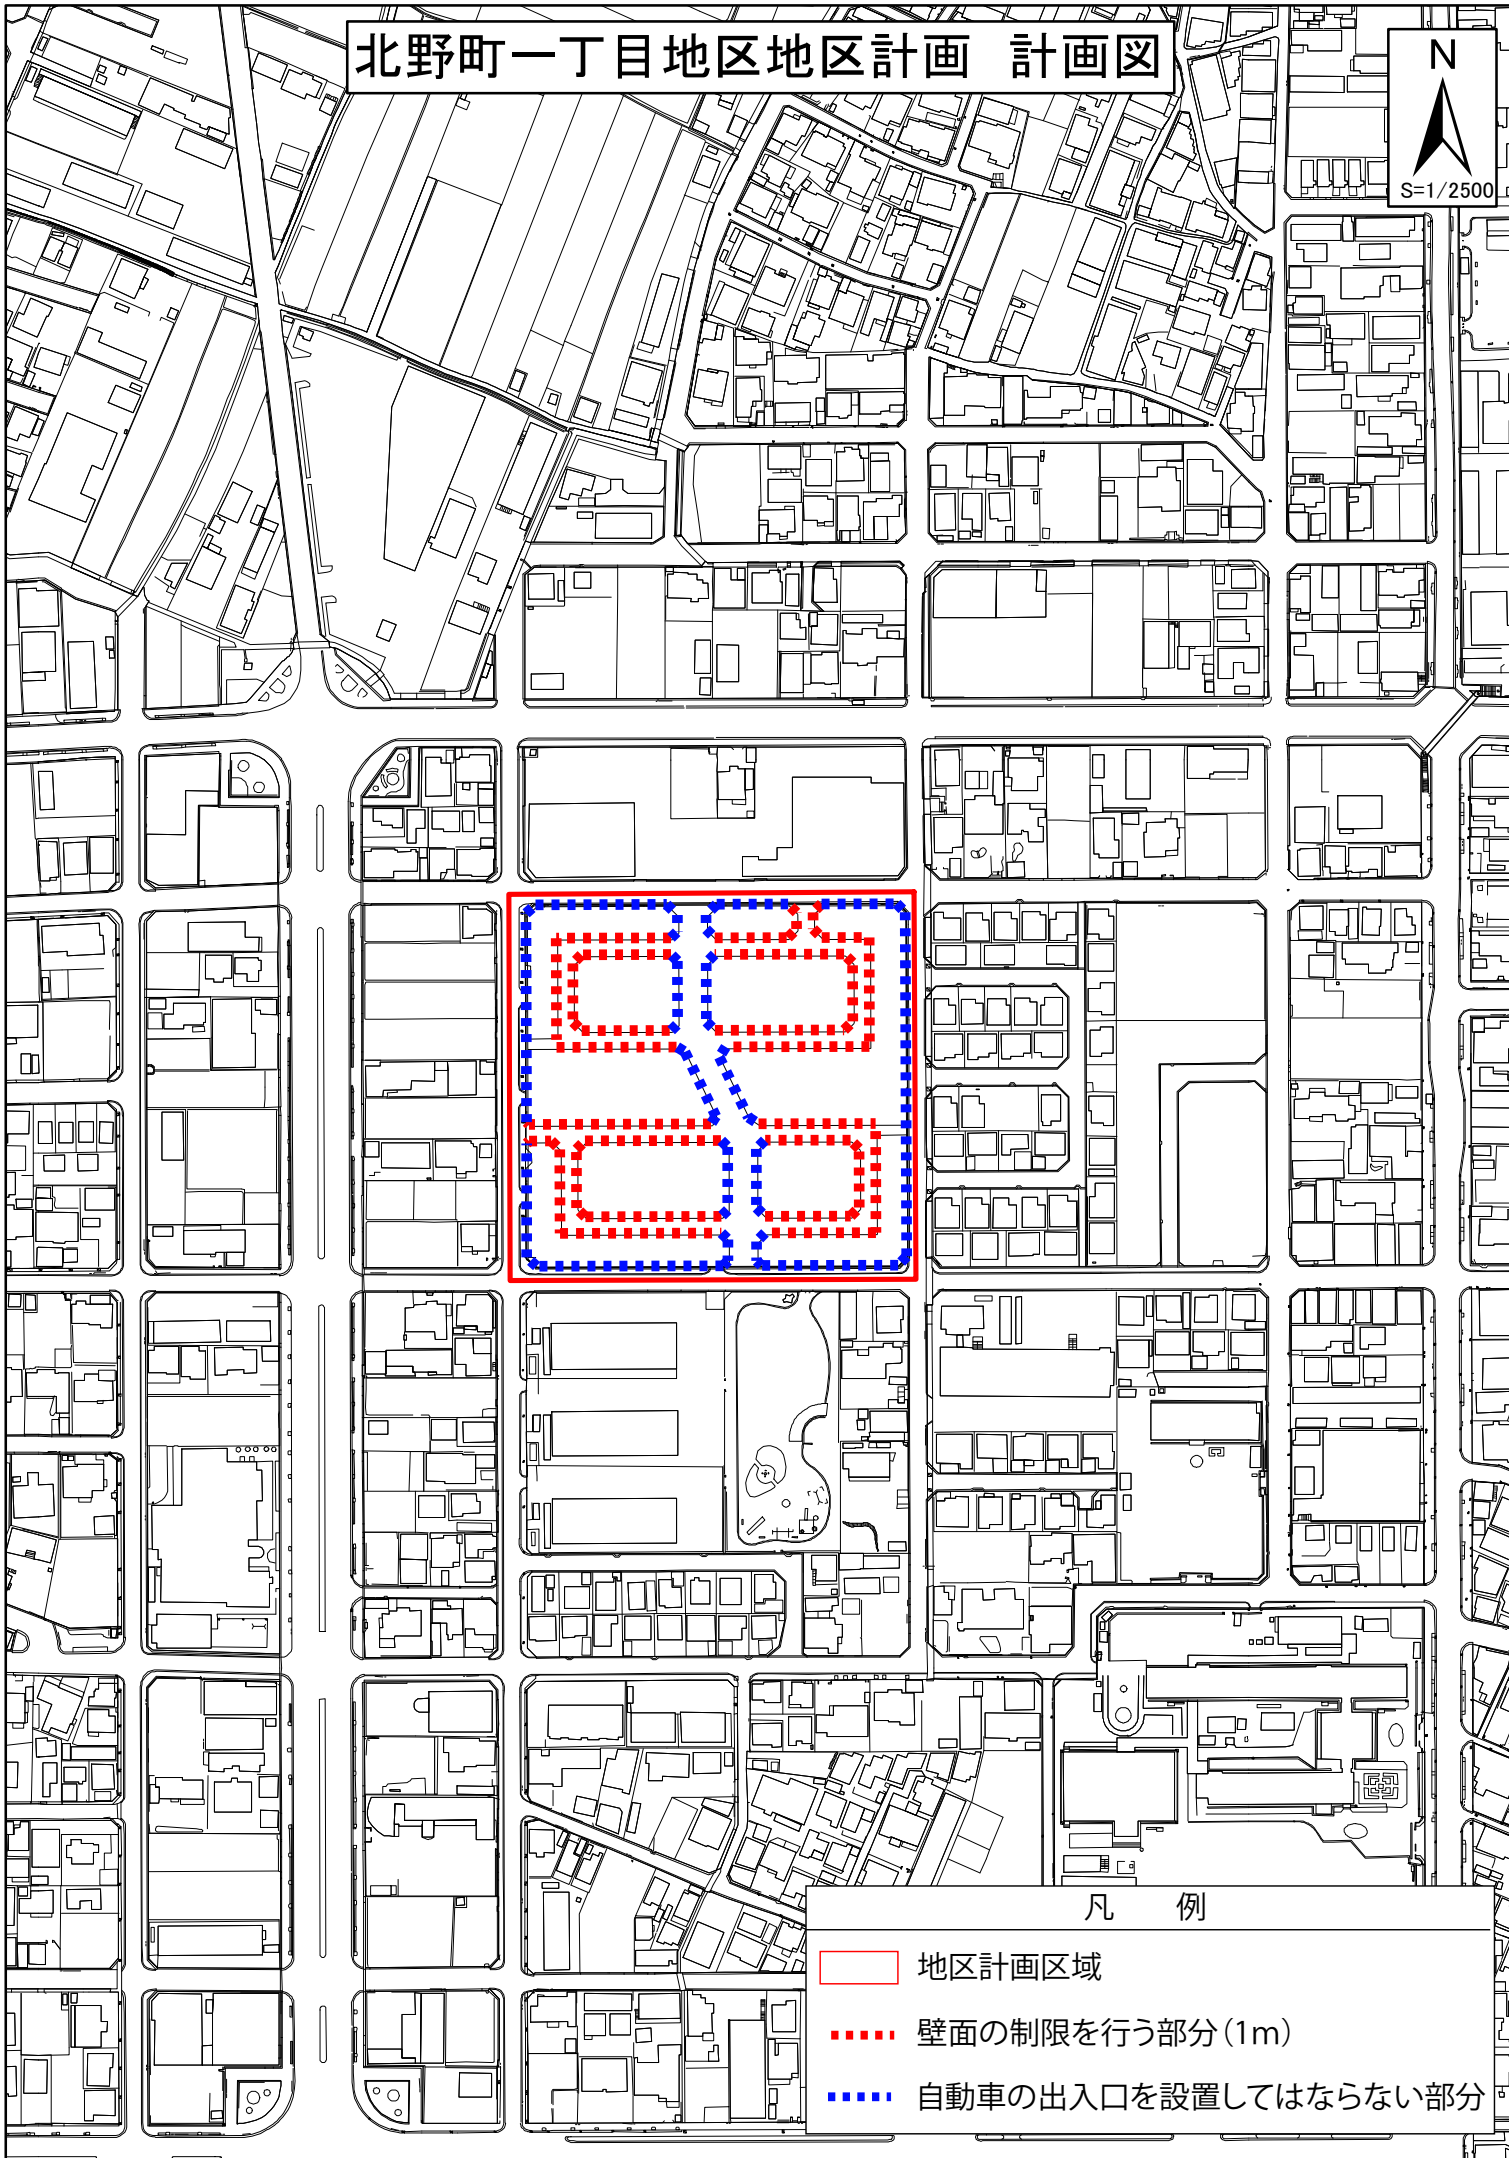 北野町一丁目地区地区計画　計画図
N
S=1/2500
凡　例
地区計画区域
壁面の制限を行う部分(1m)
自動車の出入口を設置してはならない部分